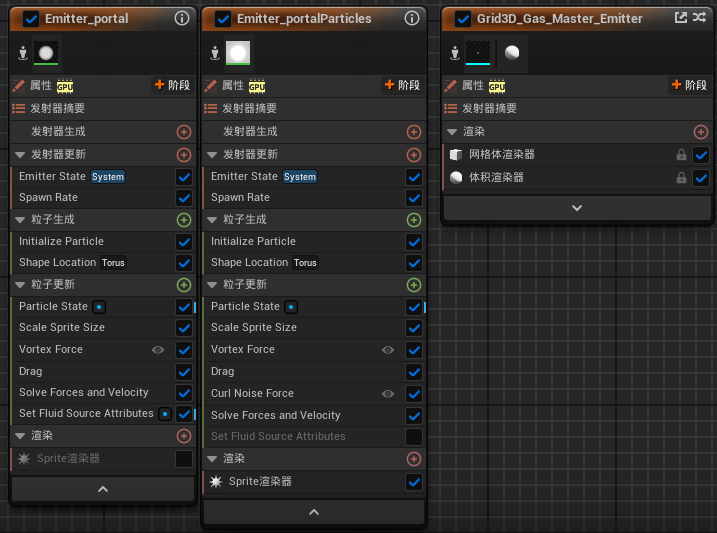 Emitter_portal
属性 GPU 阶段
发射器摘要
发射器生成
发射器更新
Emitter State System
Spawn Rate
粒子生成
Initialize Particle
Shape Location Torus
粒子更新
Particle State
Scale Sprite Size
Vortex Force
Drag
Solve Forces and Velocity
Set Fluid Source Attributes
渲染
Sprite渲染器
Emitter_portalParticles
属性 GPU 阶段
发射器摘要
发射器生成
发射器更新
Emitter State System
Spawn Rate
粒子生成
Initialize Particle
Shape Location Torus
粒子更新
Particle State
Scale Sprite Size
Vortex Force
Drag
Curl Noise Force
Solve Forces and Velocity
Set Fluid Source Attributes
渲染
Sprite渲染器
Grid3D_Gas_Master_Emitter
属性 GPU 阶段
发射器摘要
渲染
网格体渲染器
体积渲染器